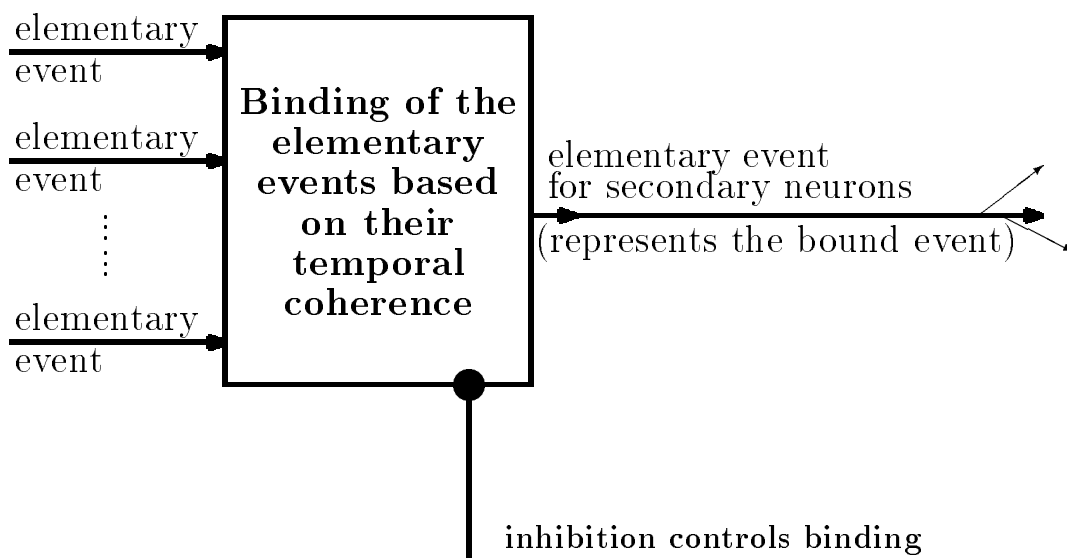 elementary
event
elementary
event
elementary
event
Binding of the
elementary
events based
on their
temporal
coherence
elementary event
for secondary neurons
(represents the bound event)
inhibition controls binding